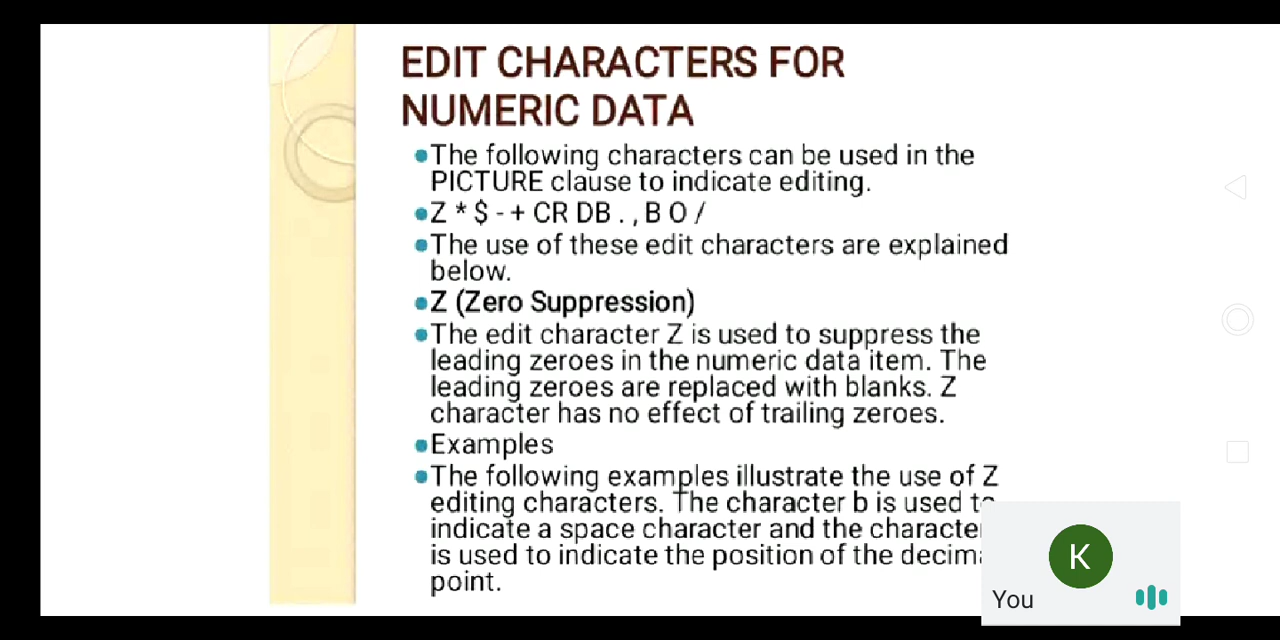 EDIT CHARACTERS FOR
NUMERIC DATA
The following characters can be used in the
PICTURE clause to indicate editing.
Z * $ - + CR DB . , B O /
The use of these edit characters are explained
below.
Z (Zero Suppression)
The edit character Z is used to suppress the
leading zeroes in the numeric data item. The
leading zeroes are replaced with blanks. Z
character has no effect of trailing zeroes.
Examples
The following examples illustrate the use of Z
editing characters. The character b is used
indicate a space character and the
is used to indicate the position of the
point.
K
You